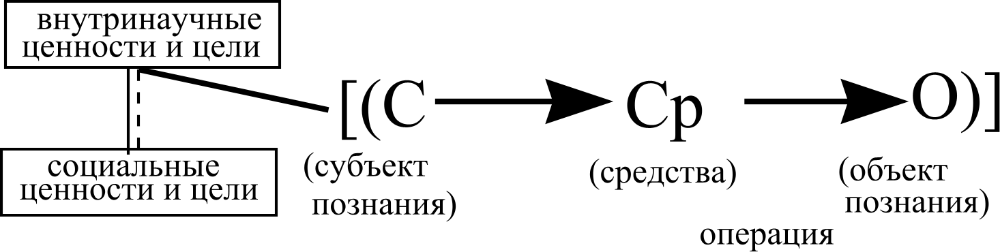 внутринаучные
ценности и цели
[(С Ср О)]
социальные
ценности и цели
(субъект
познания)
(средства)
(объект
познания)
операция